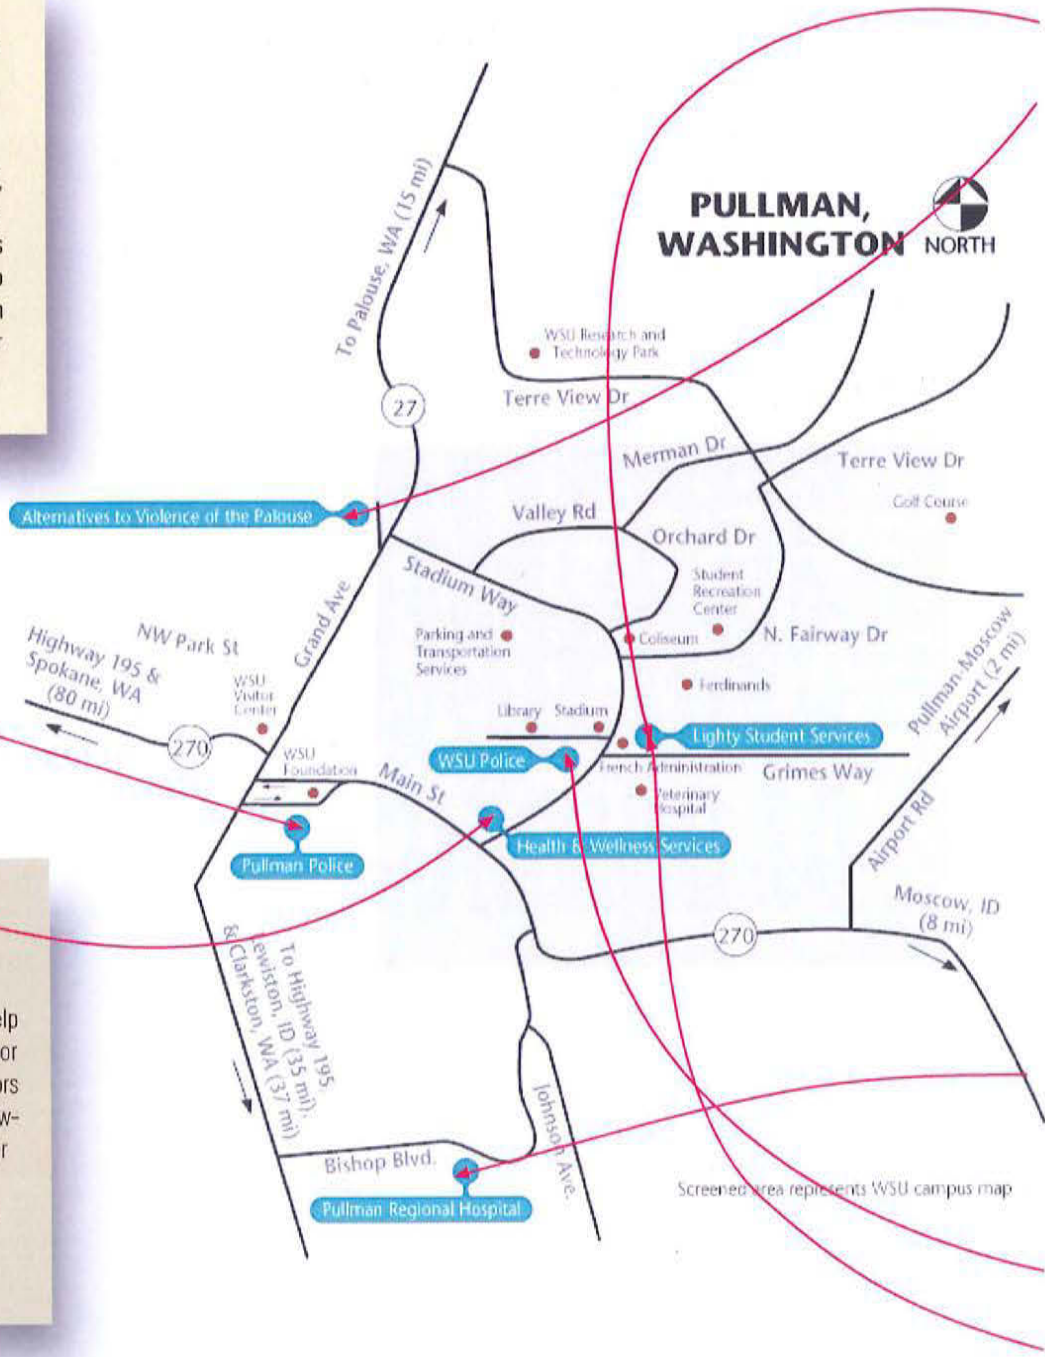 PULLMAN,
WASHINGTON
NORTH
To Palouse, WA (15 mi)
WSU Research and
Technology Park
Terre View Dr
27
Merman Dr
Terre View Dr
Golf Course
Alternatives to Violence of the Palouse
Valley Rd
Orchard Dr
Stadium Way
Student
Recreation
Center
Grand Ave
NW Park St
Highway 195 &
Spokane, WA
(80 mi)
Parking and
Transportation
Services
Coliseum
N. Fairway Dr
Pullman-Moscow
Airport (2 mi)
WSU
Visitor
Center
Ferdinands
Library
Stadium
270
WSU Police
Lighty Student Services
WSU
Foundation
Main St
French Administration
Grimes Way
Veterinary
Hospital
Pullman Police
Health & Wellness Services
Airport Rd
Moscow, ID
(8 mi)
270
To Highway 195,
Lewiston, ID (35 mi),
& Clarkston, WA (37 mi)
elp
or
ors
w-
r
Johnson Ave.
Bishop Blvd.
Pullman Regional Hospital
Screened area represents WSU campus map